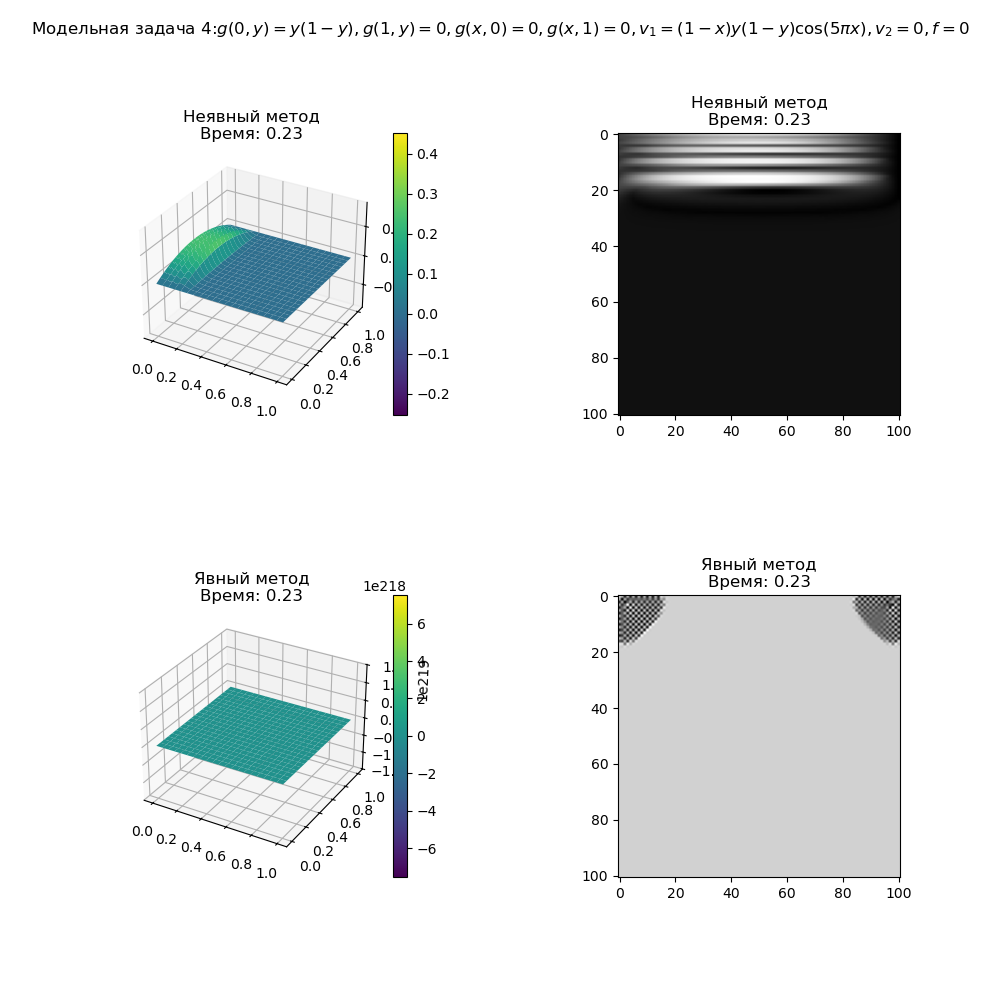 Модельная задача 4:g(0, y) = y(1 − y), g(1, y) = 0, g(x, 0) = 0, g(x, 1) = 0, v₁ = (1 − x)y(1 − y)cos(5πx), v₂ = 0, f = 0
Неявный метод
Время: 0.23
0.4
0.3
0.2
0.1
0.0
−0.1
−0.2
0.0 0.2 0.4 0.6 0.8 1.0
0.0 0.2 0.4 0.6 0.8 1.0
Неявный метод
Время: 0.23
0
20
40
60
80
100
0 20 40 60 80 100
Явный метод
Время: 0.23
1e218
1e219
6
4
2
0
−2
−4
−6
0.0 0.2 0.4 0.6 0.8 1.0
0.0 0.2 0.4 0.6 0.8 1.0
Явный метод
Время: 0.23
0
20
40
60
80
100
0 20 40 60 80 100